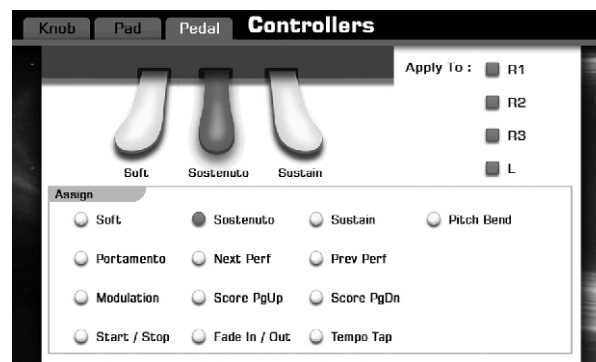 Knob Pad Pedal Controllers
Apply To : R1
R2
R3
L
Soft Sostenuto Sustain
Assign
Soft Sostenuto Sustain Pitch Bend
Portamento Next Perf Prev Perf
Modulation Score PgUp Score PgDn
Start / Stop Fade In / Out Tempo Tap